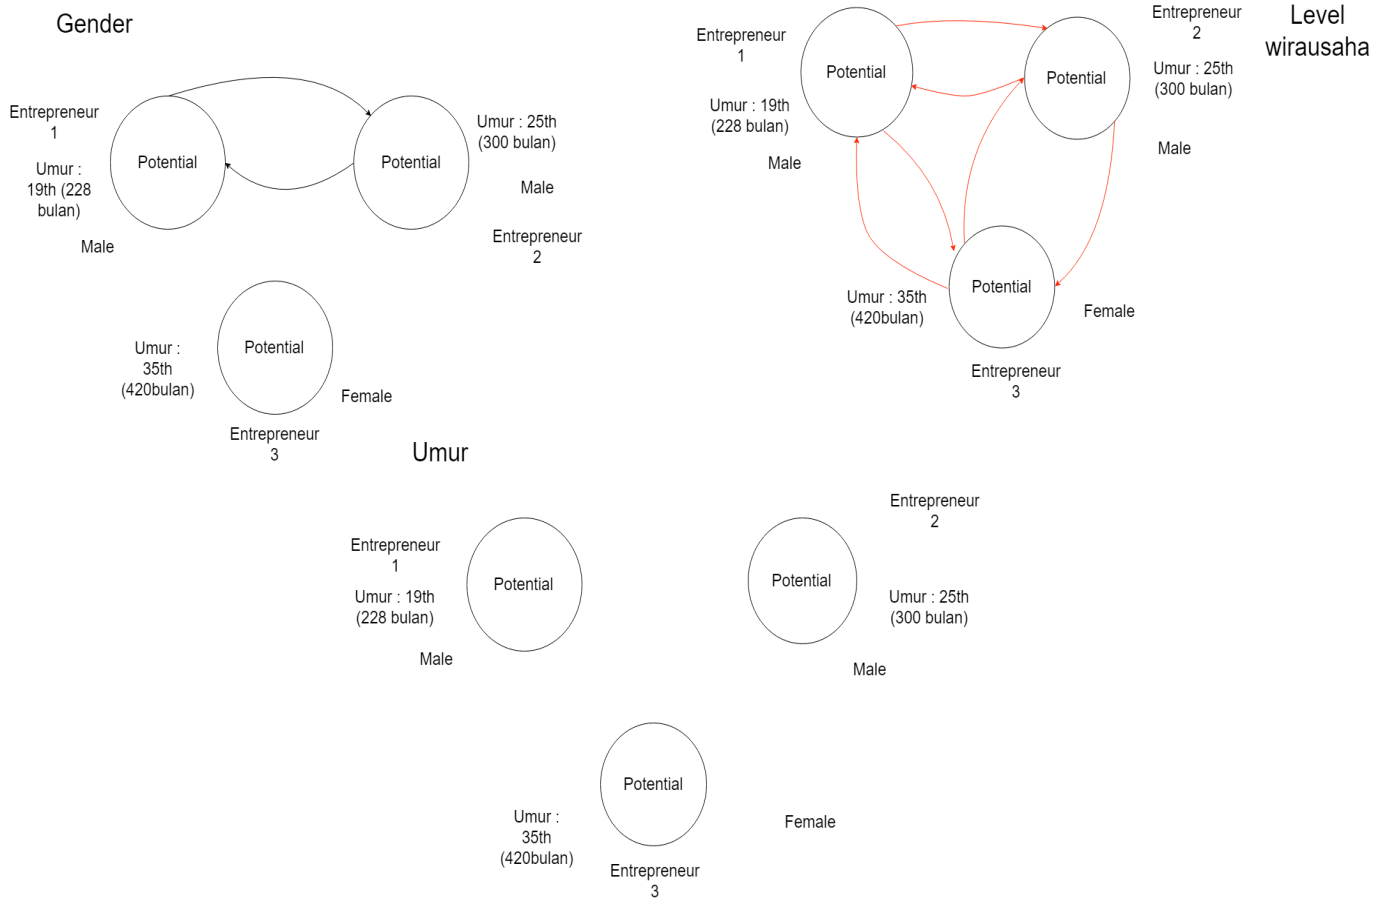 Gender
Entrepreneur
1
Umur :
19th (228
bulan)
Male
Potential
Potential
Umur : 25th
(300 bulan)
Male
Entrepreneur
2
Potential
Umur :
35th
(420bulan)
Female
Entrepreneur
3
Level
wirausaha
Entrepreneur
1
Umur : 19th
(228 bulan)
Male
Potential
Potential
Entrepreneur
2
Umur : 25th
(300 bulan)
Male
Potential
Umur : 35th
(420bulan)
Female
Entrepreneur
3
Umur
Entrepreneur
1
Umur : 19th
(228 bulan)
Male
Potential
Potential
Entrepreneur
2
Umur : 25th
(300 bulan)
Male
Potential
Umur :
35th
(420bulan)
Female
Entrepreneur
3